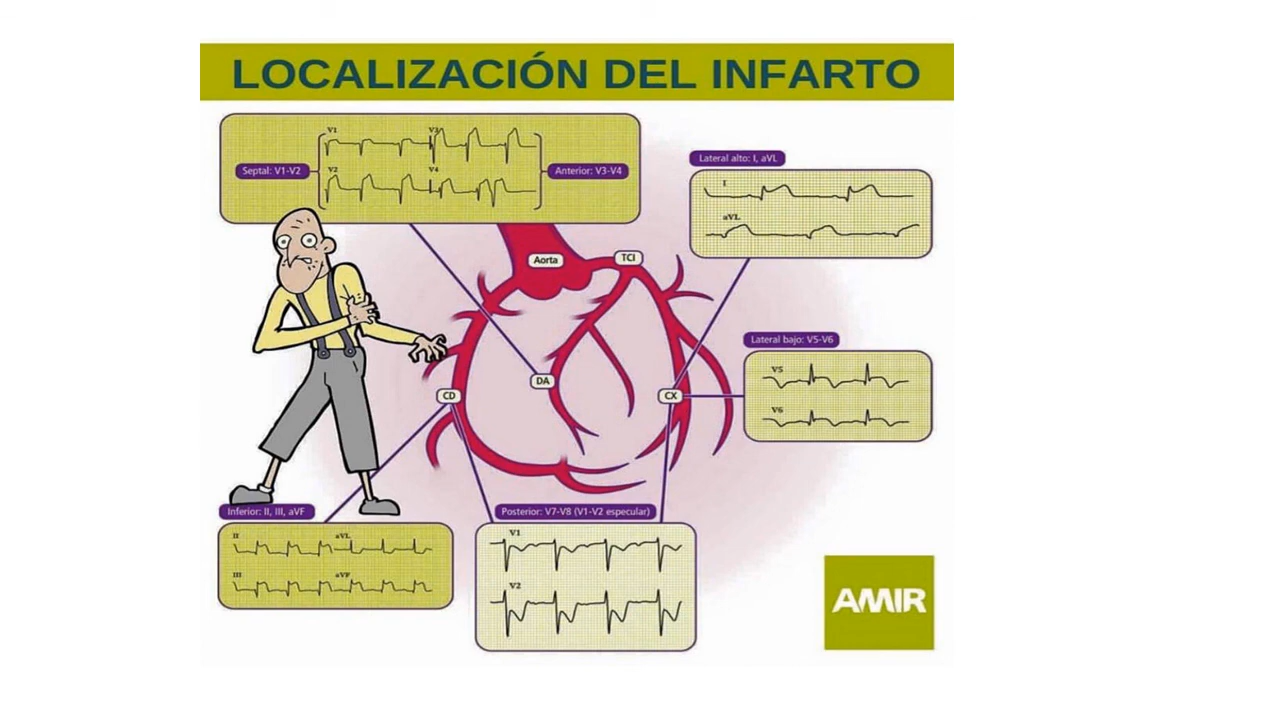 LOCALIZACIÓN DEL INFARTO
V1
V3
Septal: V1-V2
Anterior: V3-V4
V2
V4
Lateral alto: I, aVL
I
aVL
Aorta
TCI
Lateral bajo: V5-V6
V5
V6
DA
CD
CX
Inferior: II, III, aVF
II
aVL
III
aVF
Posterior: V7-V8 (V1-V2 especular)
V1
V2
AMIR